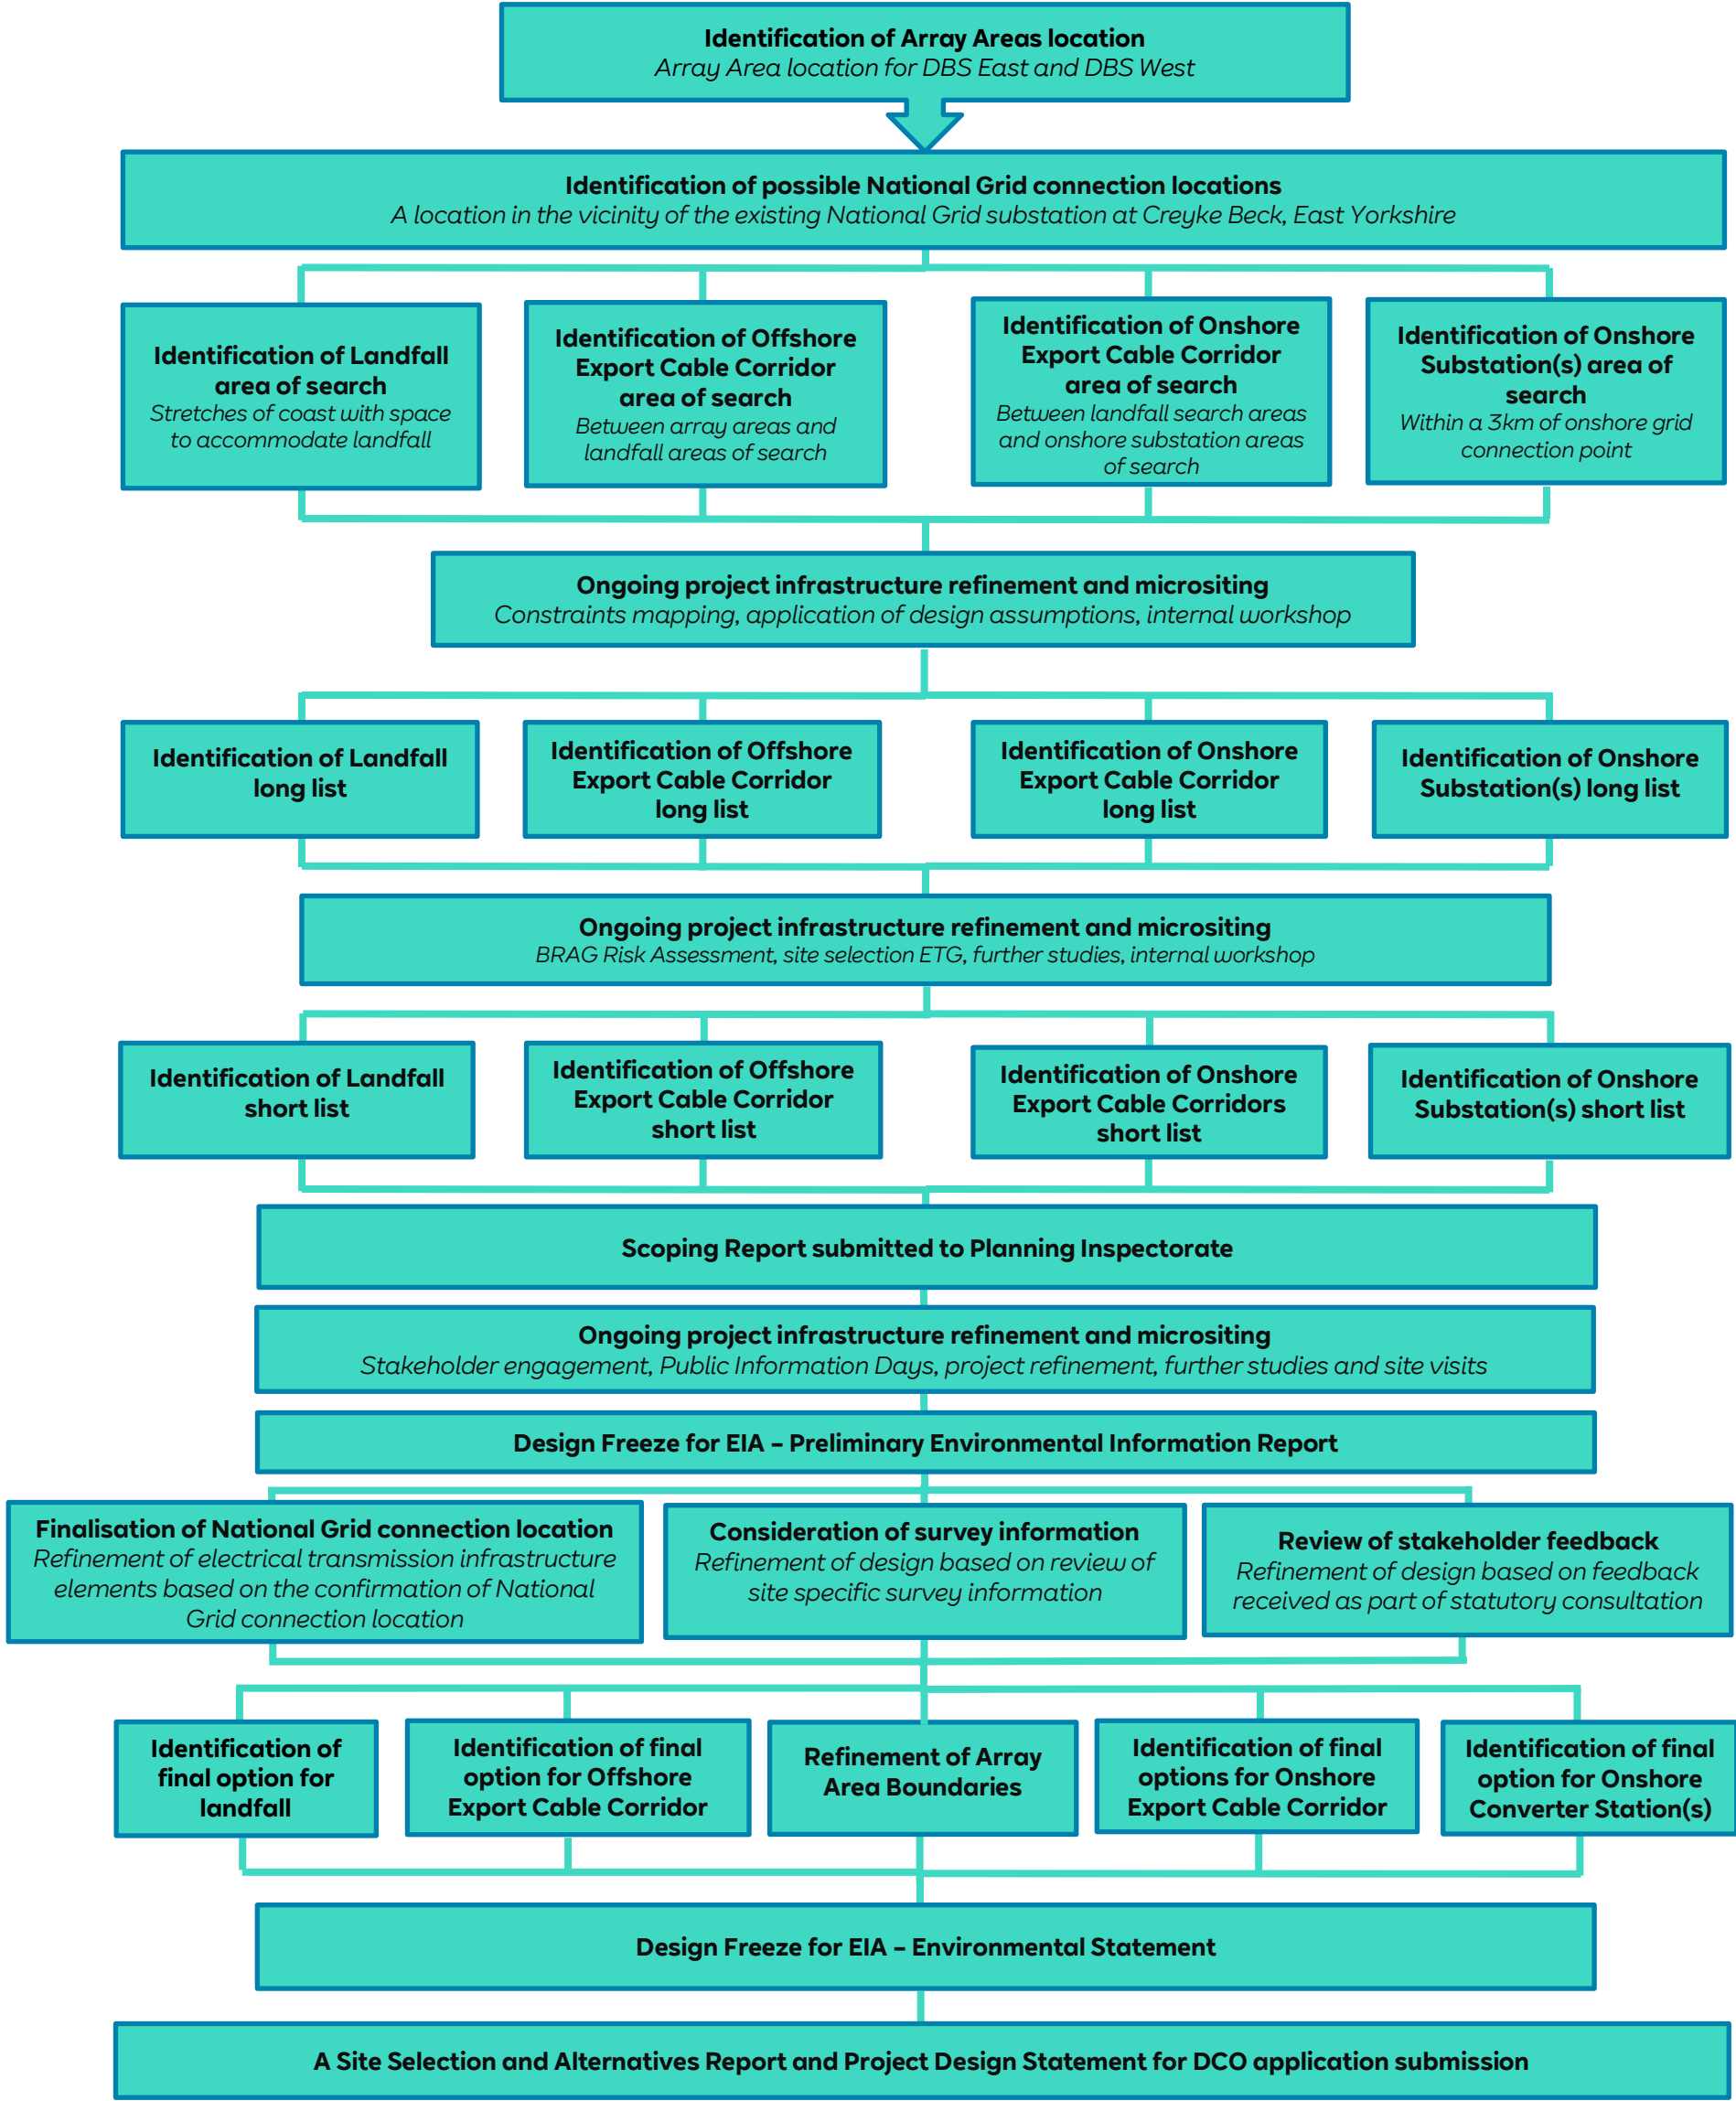 Identification of Array Areas location
Array Area location for DBS East and DBS West
Identification of possible National Grid connection locations
A location in the vicinity of the existing National Grid substation at Creyke Beck, East Yorkshire
Identification of Landfall
area of search
Stretches of coast with space
to accommodate landfall
Identification of Offshore
Export Cable Corridor
area of search
Between array areas and
landfall areas of search
Identification of Onshore
Export Cable Corridor
area of search
Between landfall search areas
and onshore substation areas
of search
Identification of Onshore
Substation(s) area of
search
Within a 3km of onshore grid
connection point
Ongoing project infrastructure refinement and micrositing
Constraints mapping, application of design assumptions, internal workshop
Identification of Landfall
long list
Identification of Offshore
Export Cable Corridor
long list
Identification of Onshore
Export Cable Corridor
long list
Identification of Onshore
Substation(s) long list
Ongoing project infrastructure refinement and micrositing
BRAG Risk Assessment, site selection ETG, further studies, internal workshop
Identification of Landfall
short list
Identification of Offshore
Export Cable Corridor
short list
Identification of Onshore
Export Cable Corridors
short list
Identification of Onshore
Substation(s) short list
Scoping Report submitted to Planning Inspectorate
Ongoing project infrastructure refinement and micrositing
Stakeholder engagement, Public Information Days, project refinement, further studies and site visits
Design Freeze for EIA – Preliminary Environmental Information Report
Finalisation of National Grid connection location
Refinement of electrical transmission infrastructure
elements based on the confirmation of National
Grid connection location
Consideration of survey information
Refinement of design based on review of
site specific survey information
Review of stakeholder feedback
Refinement of design based on feedback
received as part of statutory consultation
Identification of
final option for
landfall
Identification of final
option for Offshore
Export Cable Corridor
Refinement of Array
Area Boundaries
Identification of final
options for Onshore
Export Cable Corridor
Identification of final
option for Onshore
Converter Station(s)
Design Freeze for EIA – Environmental Statement
A Site Selection and Alternatives Report and Project Design Statement for DCO application submission